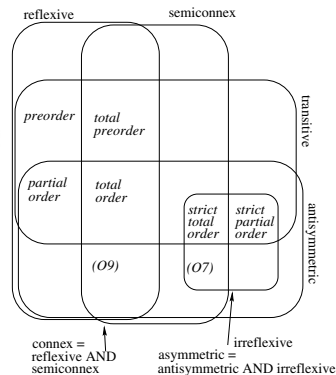 reflexive
semiconnex
preorder
total
preorder
transitive
partial
order
total
order
strict
total
order
strict
partial
order
antisymmetric
(O9)
(O7)
connex =
reflexive AND
semiconnex
irreflexive
asymmetric =
antisymmetric AND irreflexive